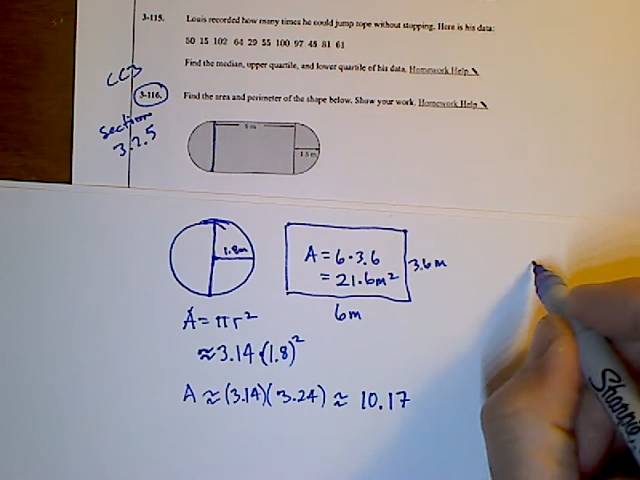 3-115. Louis recorded how many times he could jump rope without stopping. Here is his data:
50 15 102 64 29 55 100 97 48 81 61
Find the median, upper quartile, and lower quartile of his data. Homework Help
CC3
3-116. Find the area and perimeter of the shape below. Show your work. Homework Help
Section
3.2.5
6 m
1.8 m
1.8m
A = 6 · 3.6
= 21.6m²
3.6m
6m
A = πr²
≈ 3.14 · (1.8)²
A ≈ (3.14)(3.24) ≈ 10.17
Sharpie